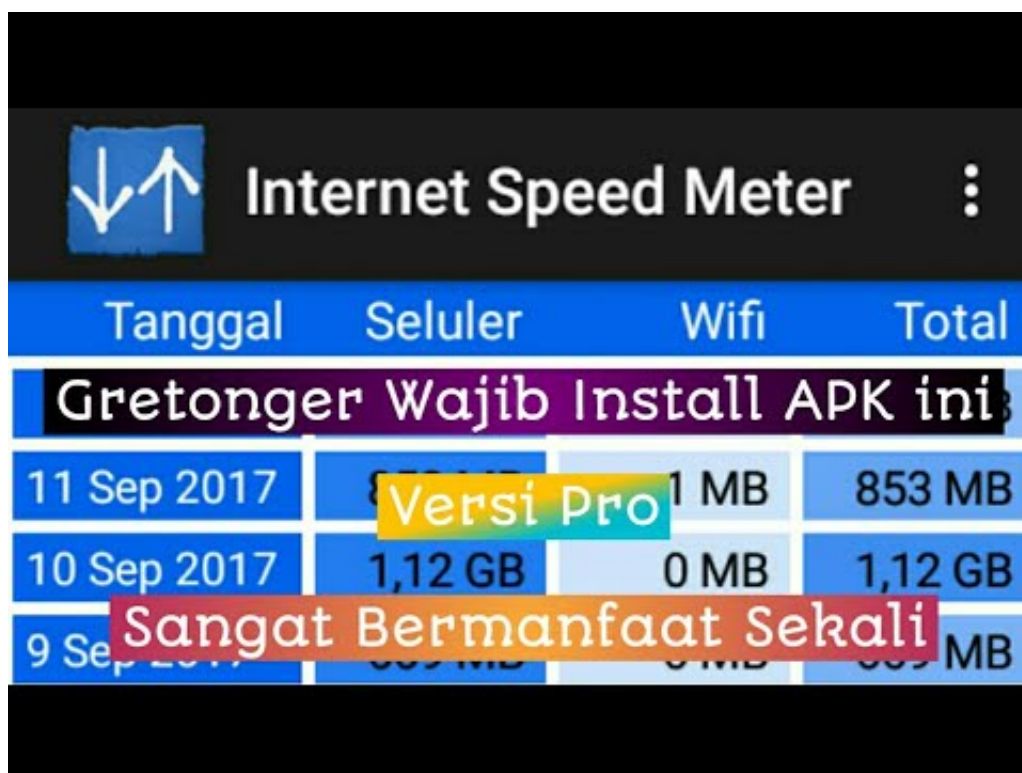 Internet Speed Meter
Tanggal Seluler Wifi Total
Gretonger Wajib Install APK ini
11 Sep 2017 1 MB 853 MB
Versi Pro
10 Sep 2017 1,12 GB 0 MB 1,12 GB
Sangat Bermanfaat Sekali
9 MB